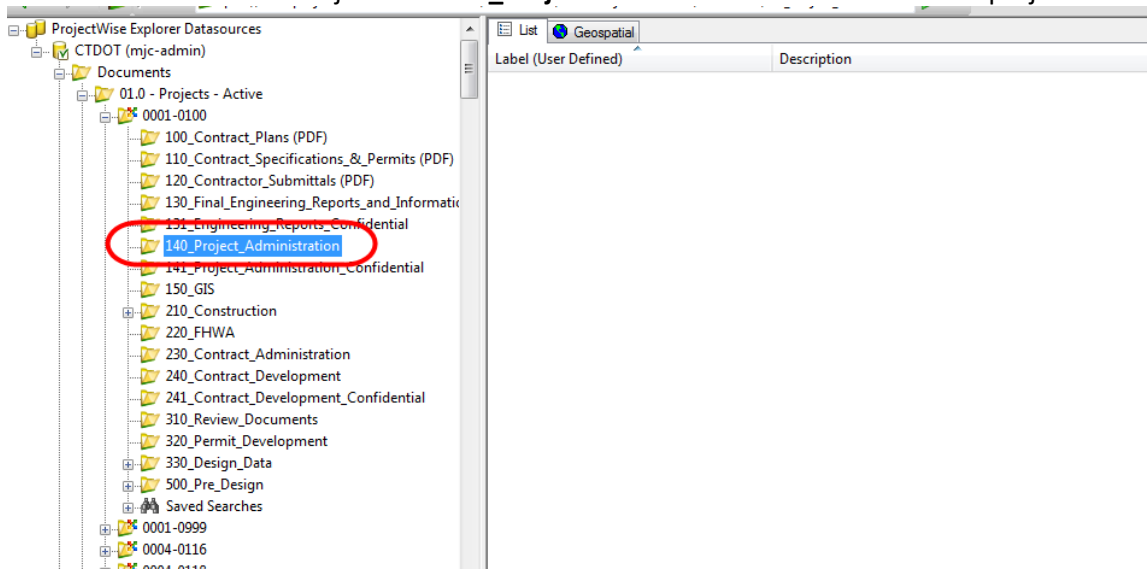 ProjectWise Explorer Datasources
CTDOT (mjc-admin)
Documents
01.0 - Projects - Active
0001-0100
100_Contract_Plans (PDF)
110_Contract_Specifications_&_Permits (PDF)
120_Contractor_Submittals (PDF)
130_Final_Engineering_Reports_and_Informatic
131_Engineering_Reports_Confidential
140_Project_Administration
141_Project_Administration_Confidential
150_GIS
210_Construction
220_FHWA
230_Contract_Administration
240_Contract_Development
241_Contract_Development_Confidential
310_Review_Documents
320_Permit_Development
330_Design_Data
500_Pre_Design
Saved Searches
0001-0999
0004-0116
List Geospatial
Label (User Defined) Description